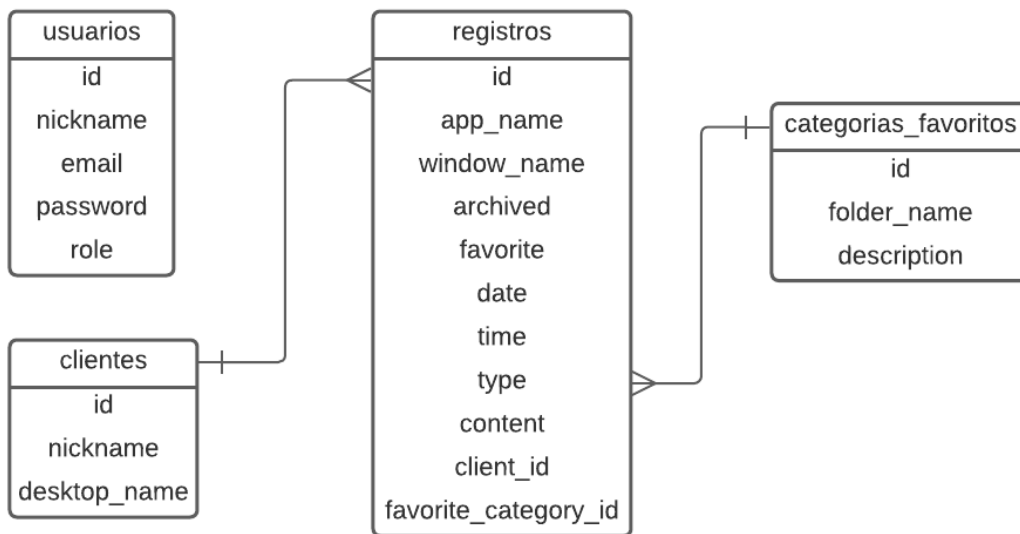 usuarios
id
nickname
email
password
role
clientes
id
nickname
desktop_name
registros
id
app_name
window_name
archived
favorite
date
time
type
content
client_id
favorite_category_id
categorias_favoritos
id
folder_name
description